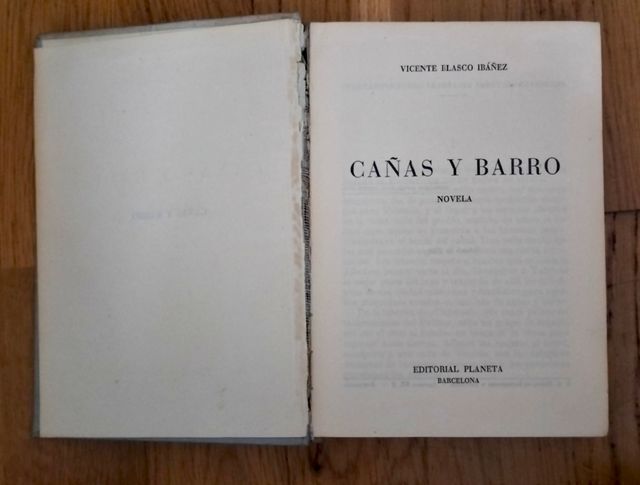 VICENTE BLASCO IBÁÑEZ
CAÑAS Y BARRO
NOVELA
EDITORIAL PLANETA
BARCELONA